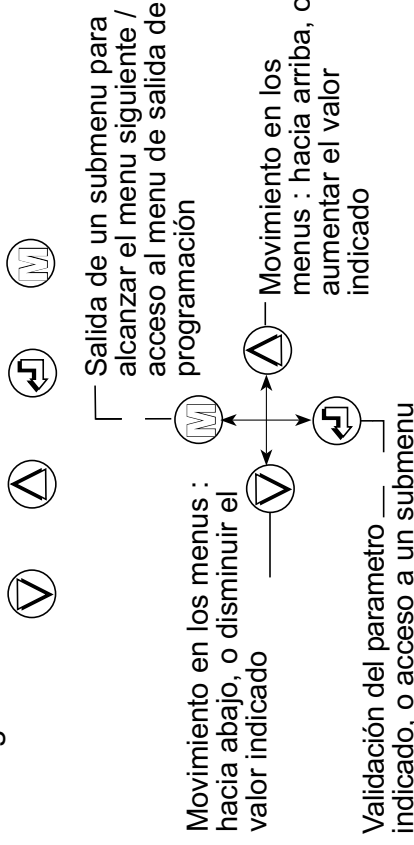 M
Salida de un submenu para
alcanzar el menu siguiente /
acceso al menu de salida de
programación
M
Movimiento en los menus :
hacia abajo, o disminuir el
valor indicado
Movimiento en los
menus : hacia arriba, o
aumentar el valor
indicado
Validación del parametro
indicado, o acceso a un submenu